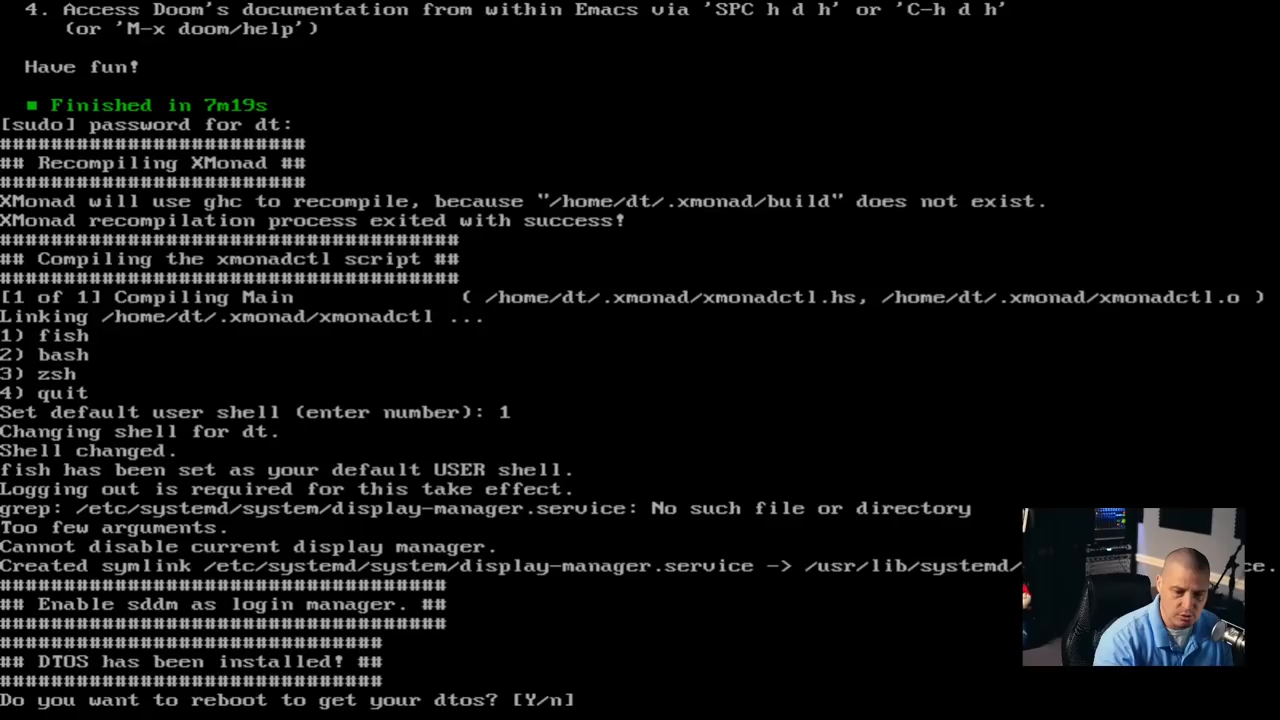 4. Access Doom's documentation from within Emacs via 'SPC h d h' or 'C-h d h'
(or 'M-x doom/help')
Have fun!
■ Finished in 7m19s
[sudo] password for dt:
########################
## Recompiling XMonad ##
########################
XMonad will use ghc to recompile, because "/home/dt/.xmonad/build" does not exist.
XMonad recompilation process exited with success!
####################################
## Compiling the xmonadctl script ##
####################################
[1 of 1] Compiling Main ( /home/dt/.xmonad/xmonadctl.hs, /home/dt/.xmonad/xmonadctl.o )
Linking /home/dt/.xmonad/xmonadctl ...
1) fish
2) bash
3) zsh
4) quit
Set default user shell (enter number): 1
Changing shell for dt.
Shell changed.
fish has been set as your default USER shell.
Logging out is required for this take effect.
grep: /etc/systemd/system/display-manager.service: No such file or directory
Too few arguments.
Cannot disable current display manager.
Created symlink /etc/systemd/system/display-manager.service -> /usr/lib/systemd/
###################################
## Enable sddm as login manager. ##
###################################
##############################
## DTOS has been installed! ##
##############################
Do you want to reboot to get your dtos? [Y/n]